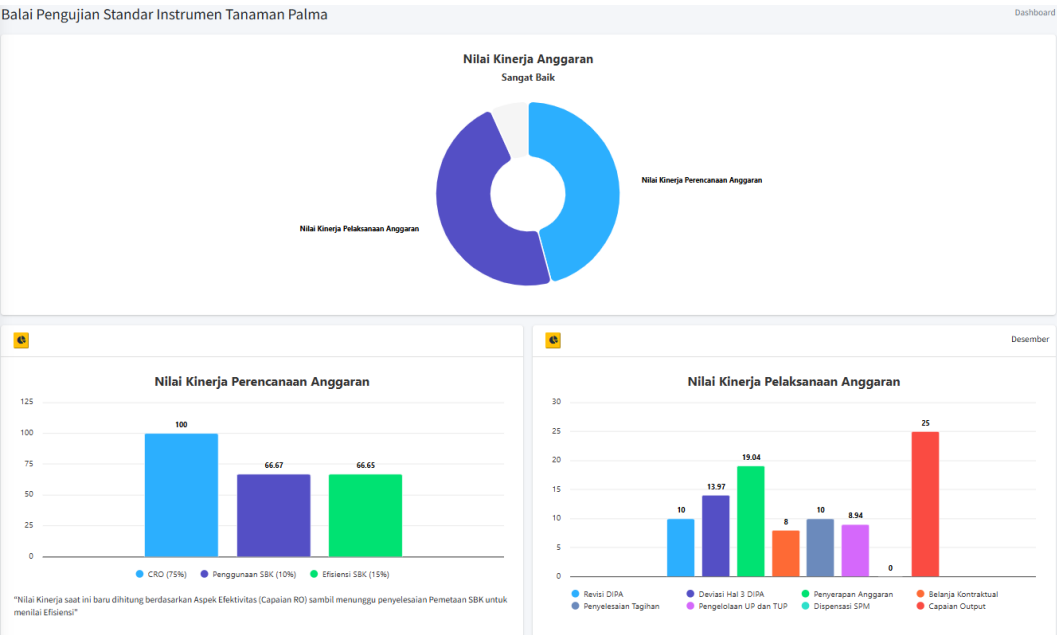 Balai Pengujian Standar Instrumen Tanaman Palma
Dashboard
Nilai Kinerja Anggaran
Sangat Baik
Nilai Kinerja Perencanaan Anggaran
Nilai Kinerja Pelaksanaan Anggaran
Desember
Nilai Kinerja Perencanaan Anggaran
125
100
75
50
25
0
100
66.67
66.65
CRO (75%) Penggunaan SBK (10%) Efisiensi SBK (15%)
"Nilai Kinerja saat ini baru dihitung berdasarkan Aspek Efektivitas (Capaian RO) sambil menunggu penyelesaian Pemetaan SBK untuk
menilai Efisiensi"
Nilai Kinerja Pelaksanaan Anggaran
30
25
20
15
10
5
0
10
13.97
19.04
8
10
8.94
0
25
Revisi DIPA Deviasi Hal 3 DIPA Penyerapan Anggaran Belanja Kontraktual
Penyelesaian Tagihan Pengelolaan UP dan TUP Dispensasi SPM Capaian Output